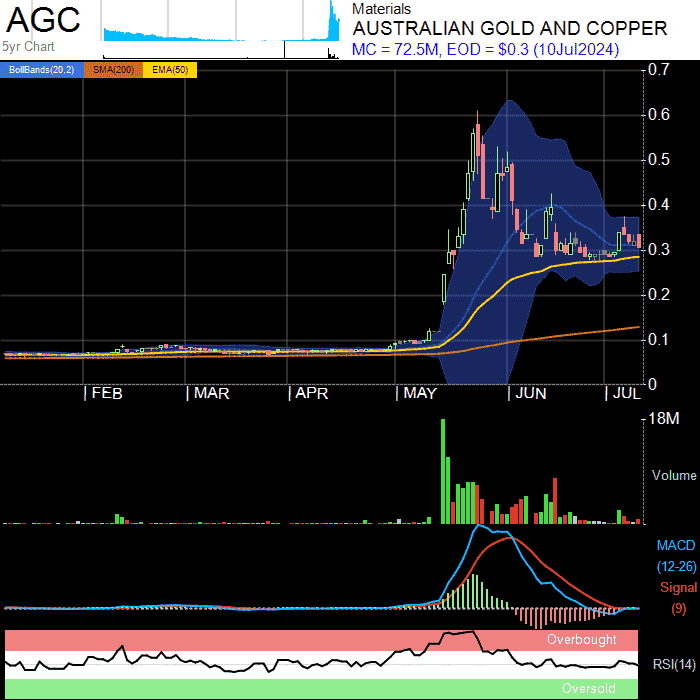 AGC
5yr Chart
Materials
AUSTRALIAN GOLD AND COPPER
MC = 72.5M, EOD = $0.3 (10Jul2024)
BollBands(20,2) SMA(200) EMA(50)
0.7
0.6
0.5
0.4
0.3
0.2
0.1
0
FEB MAR APR MAY JUN JUL
18M
Volume
MACD
(12-26)
Signal
(9)
Overbought
RSI(14)
Oversold